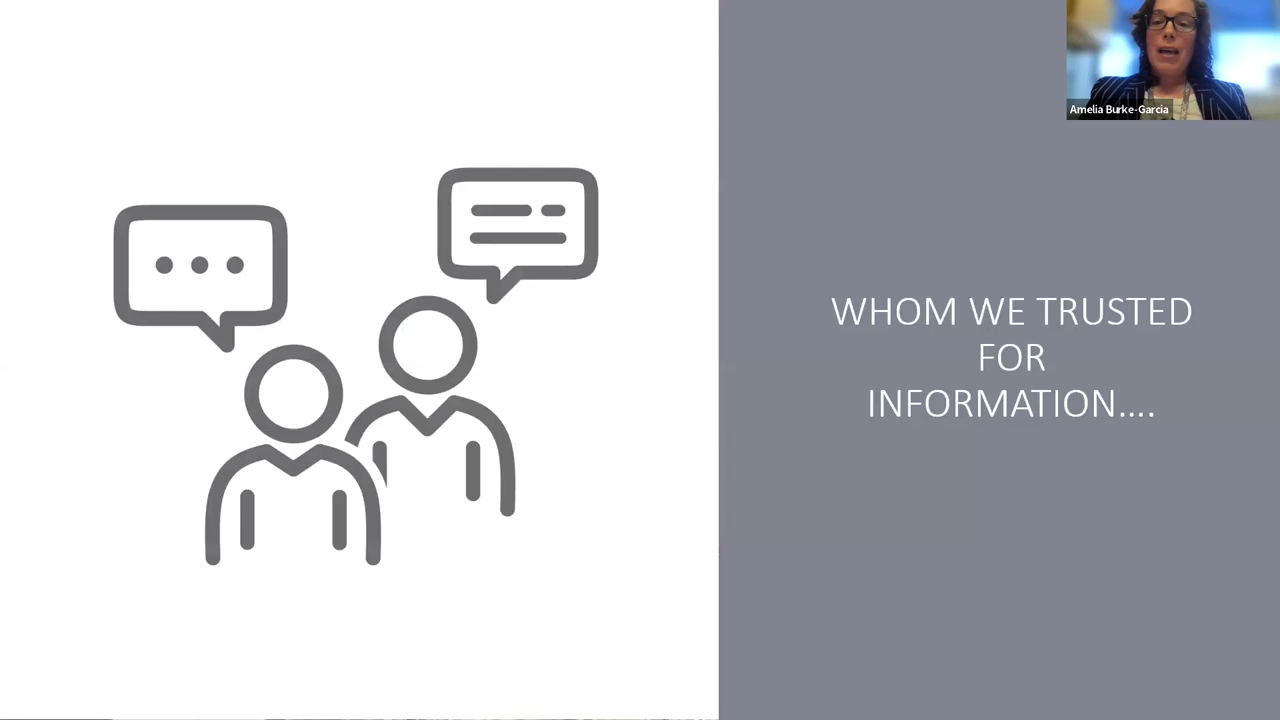 Amelia Burke-Garcia
WHOM WE TRUSTED
FOR
INFORMATION....